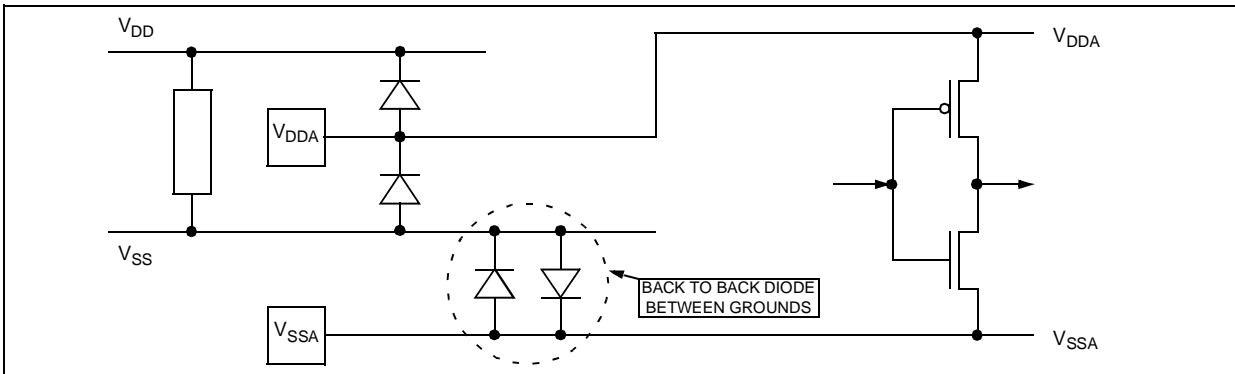 VDD
VDDA
VDDA
VSS
BACK TO BACK DIODE
BETWEEN GROUNDS
VSSA
VSSA